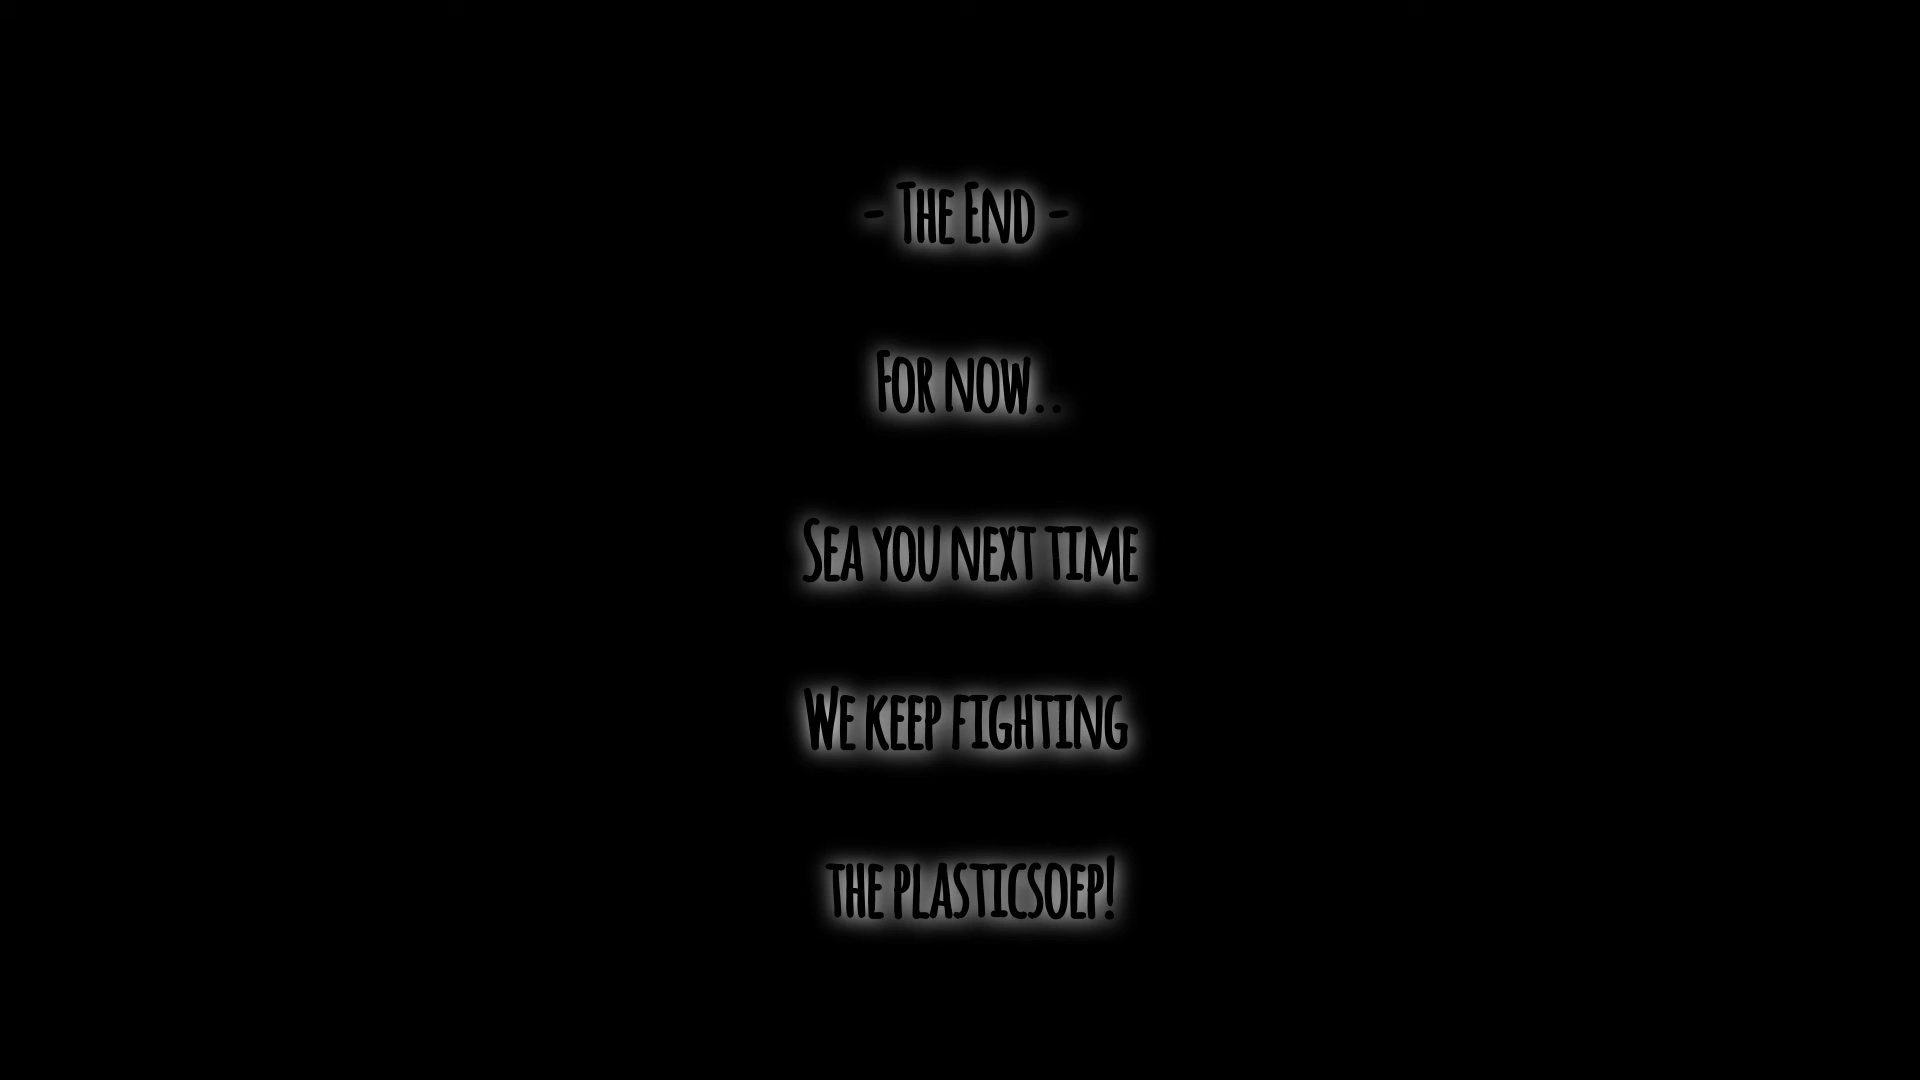 - The End -
For now..
Sea you next time
We keep fighting
the plasticsoep!